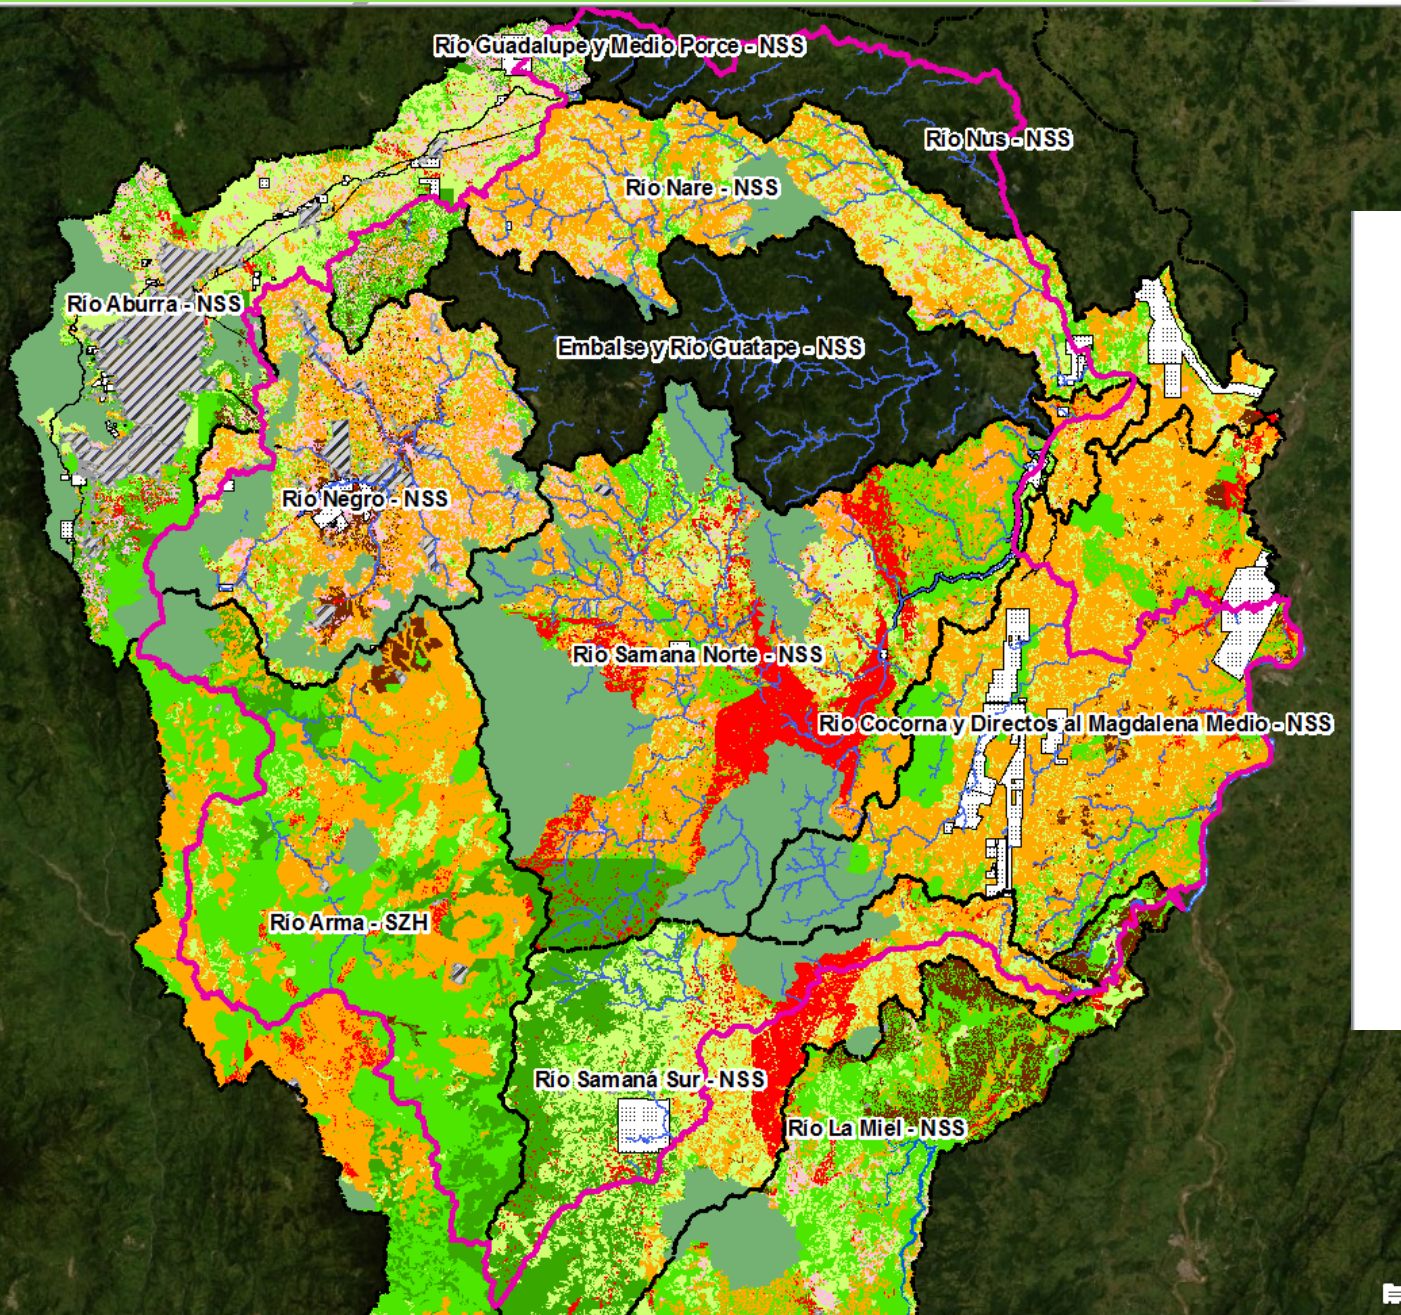 Río Guadalupe y Medio Porce - NSS
Río Nus - NSS
Río Nare - NSS
Río Aburra - NSS
Embalse y Río Guatape - NSS
Río Negro - NSS
Río Samana Norte - NSS
Río Cocorna y Directos al Magdalena Medio - NSS
Río Arma - SZH
Río Samaná Sur - NSS
Río La Miel - NSS